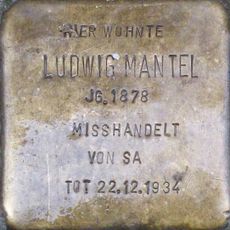 HIER WOHNTE
LUDWIG MANTEL
JG. 1878
MISSHANDELT
VON SA
TOT 22.12.1934